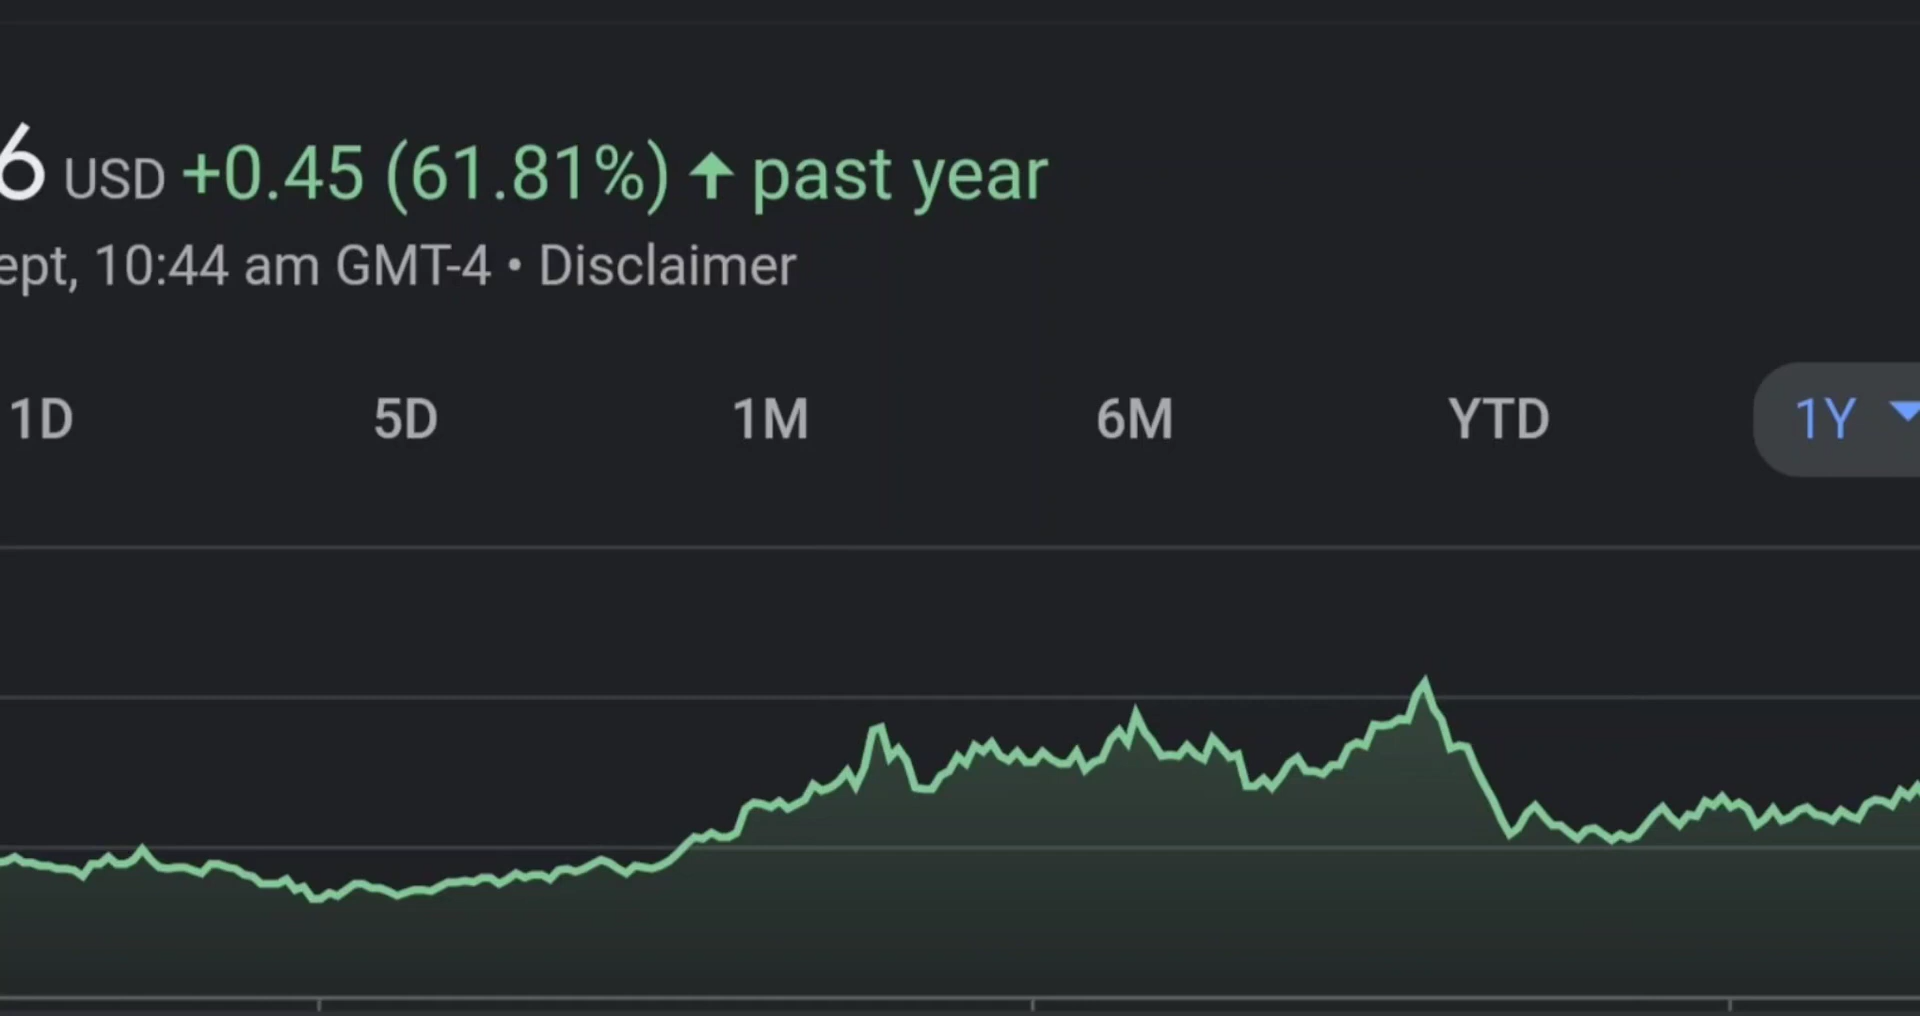 6 USD +0.45 (61.81%) ↑ past year
ept, 10:44 am GMT-4 • Disclaimer
1D 5D 1M 6M YTD 1Y